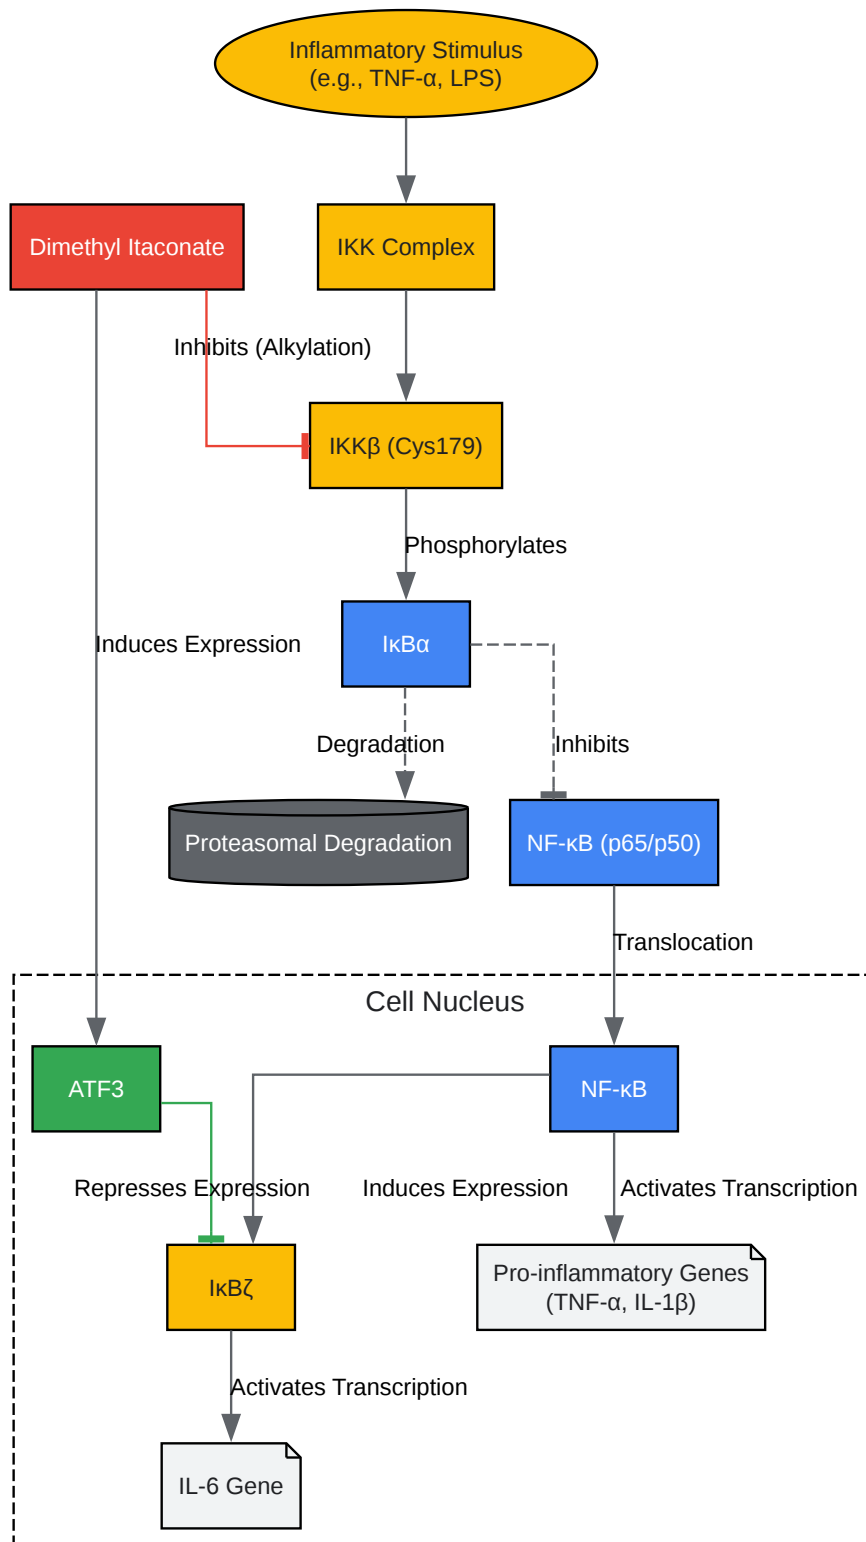 Inflammatory Stimulus
(e.g., TNF-α, LPS)
Dimethyl Itaconate
IKK Complex
Inhibits (Alkylation)
IKKβ (Cys179)
Phosphorylates
Induces Expression
IκBα
Degradation
Inhibits
Proteasomal Degradation
NF-κB (p65/p50)
Translocation
Cell Nucleus
ATF3
NF-κB
Represses Expression
Induces Expression
Activates Transcription
IκBζ
Pro-inflammatory Genes
(TNF-α, IL-1β)
Activates Transcription
IL-6 Gene